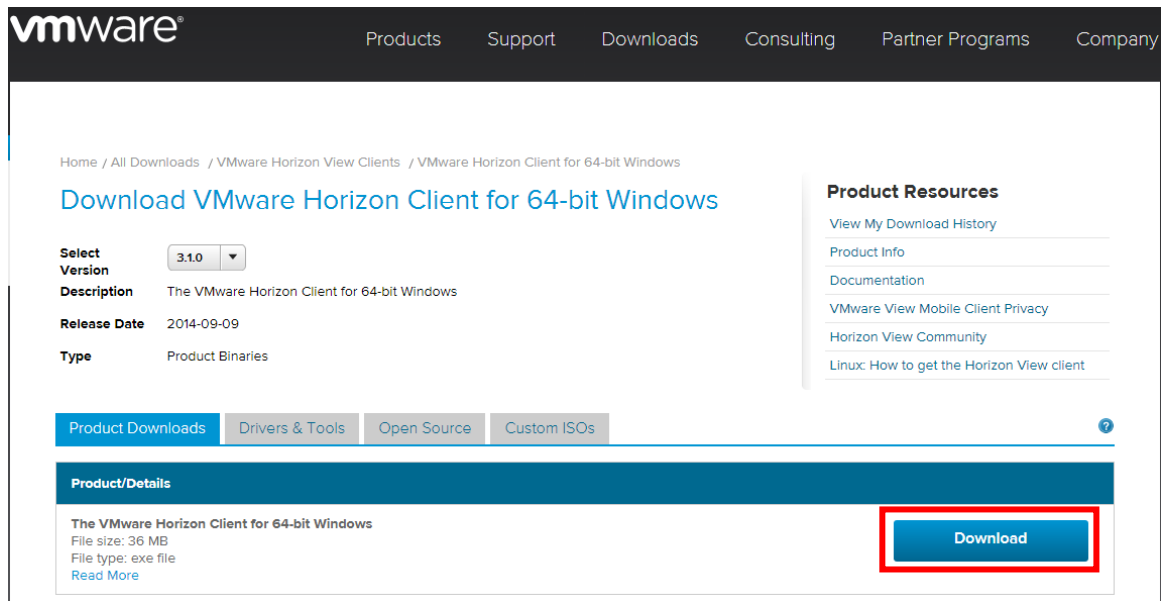 vmware®
Products Support Downloads Consulting Partner Programs Company
Home / All Downloads / VMware Horizon View Clients / VMware Horizon Client for 64-bit Windows
Download VMware Horizon Client for 64-bit Windows
Select Version 3.1.0
Description The VMware Horizon Client for 64-bit Windows
Release Date 2014-09-09
Type Product Binaries
Product Resources
View My Download History
Product Info
Documentation
VMware View Mobile Client Privacy
Horizon View Community
Linux: How to get the Horizon View client
Product Downloads Drivers & Tools Open Source Custom ISOs ?
Product/Details
The VMware Horizon Client for 64-bit Windows
File size: 36 MB
File type: exe file
Read More
Download